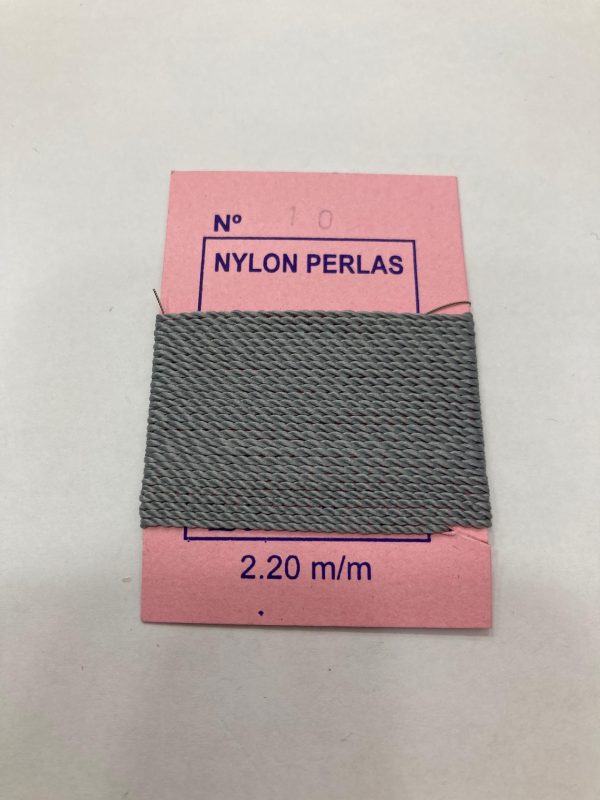 Nº 10
NYLON PERLAS
2.20 m/m